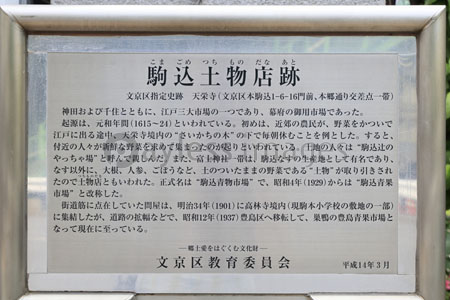 こま ごめ つち もの だな あと
駒込土物店跡
文京区指定史跡 天栄寺(文京区本駒込1-6-16門前、本郷通り交差点一帯)
神田および千住とともに、江戸三大市場の一つであり、幕府の御用市場であった。
起源は、元和年間(1615〜24)といわれている。初めは、近郊の農民が、野菜をかついで
江戸に出る途中、天栄寺境内の"さいかちの木"の下で毎朝休むことを例とした。すると、
付近の人々が新鮮な野菜を求めて集まったのが起りといわれている。土地の人は"駒込辻の
やっちゃ場"と呼んで親しんだ。また、富士神社一帯は、駒込なすの生産地として有名であり、
なす以外に、大根、人参、ごぼうなど、土のついたままの野菜である"土物"が取り引きされ
たので土物店ともいわれた。正式名は"駒込青物市場"で、昭和4年(1929)からは"駒込青果
市場"と改称した。
街道筋に点在していた問屋は、明治34年(1901)に高林寺境内(現駒本小学校の敷地の一部)
に集結したが、道路の拡幅などで、昭和12年(1937)豊島区へ移転して、巣鴨の豊島青果市場と
なって現在に至っている。
―郷土愛をはぐくむ文化財―
文京区教育委員会 平成14年3月